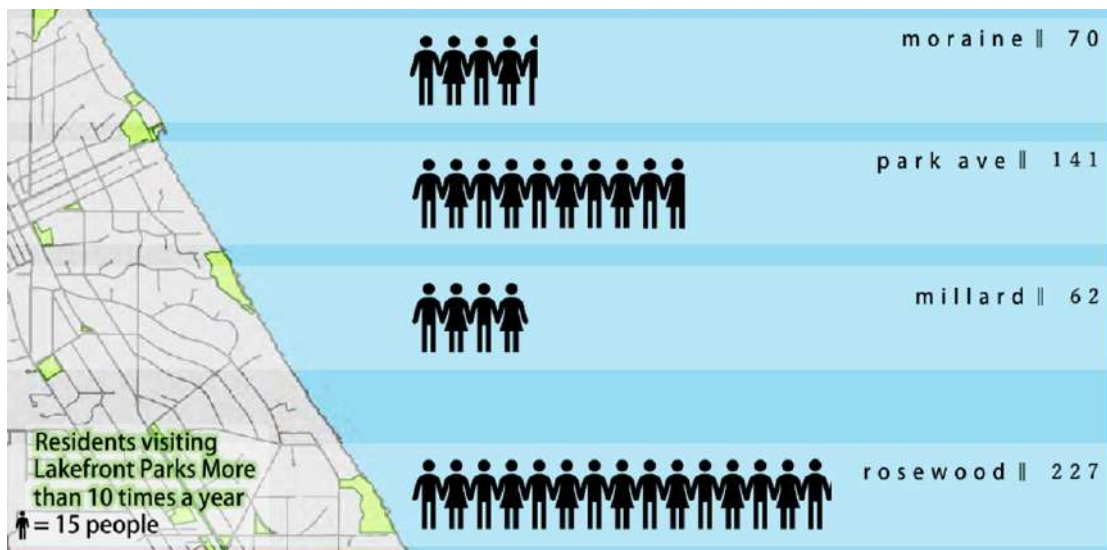 moraine || 70
park ave || 141
millard || 62
rosewood || 227
Residents visiting
Lakefront Parks More
than 10 times a year
= 15 people